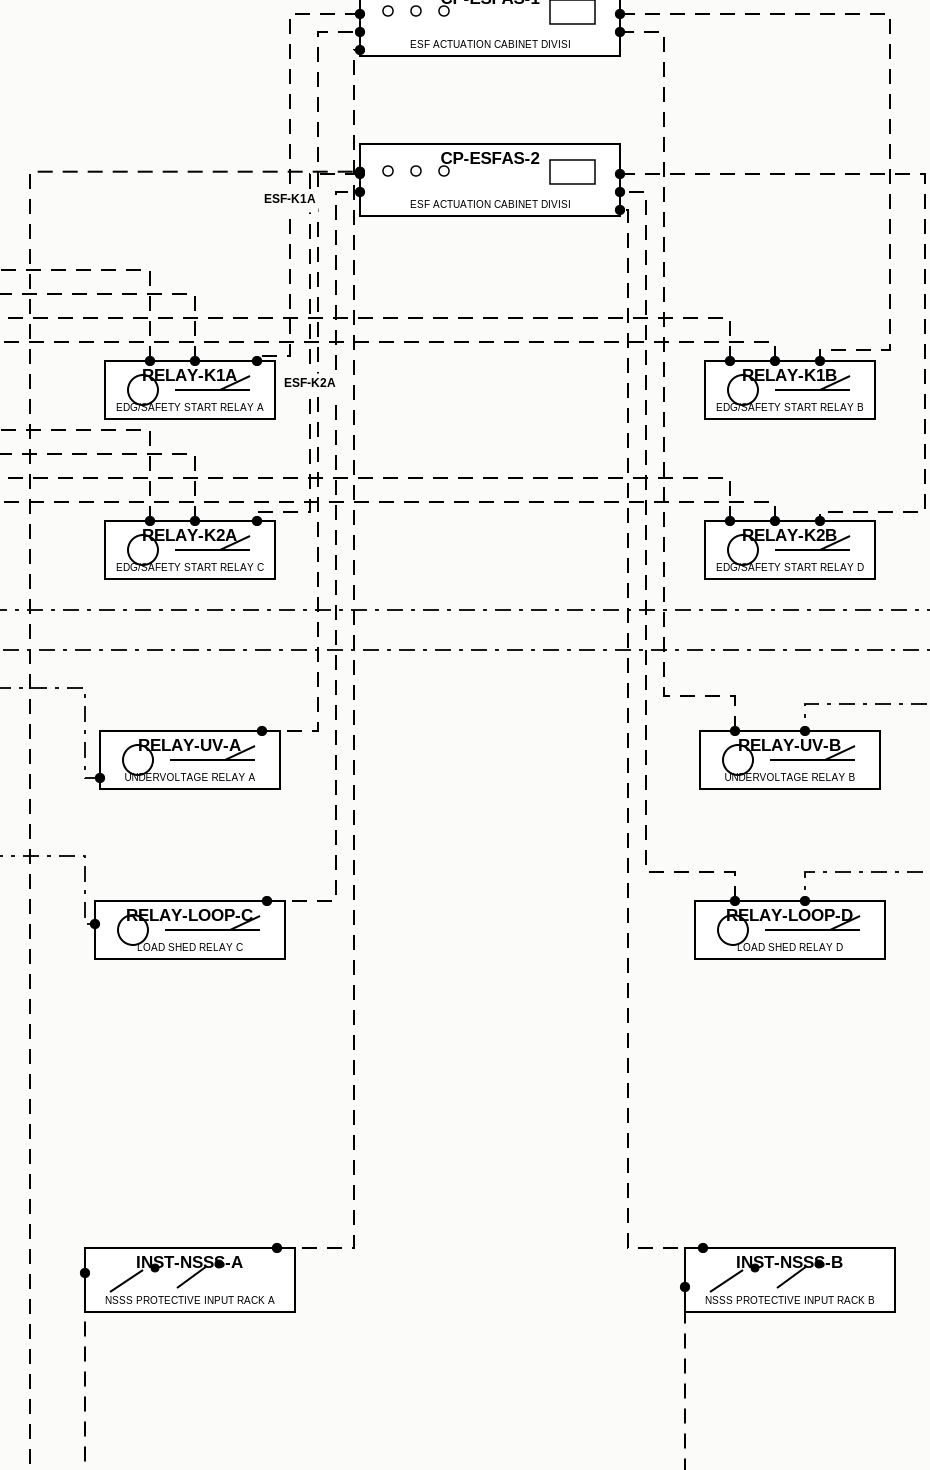 CP-ESFAS-1
ESF ACTUATION CABINET DIVISI
CP-ESFAS-2
ESF ACTUATION CABINET DIVISI
ESF-K1A
RELAY-K1A
EDG/SAFETY START RELAY A
RELAY-K1B
EDG/SAFETY START RELAY B
ESF-K2A
RELAY-K2A
EDG/SAFETY START RELAY C
RELAY-K2B
EDG/SAFETY START RELAY D
RELAY-UV-A
UNDERVOLTAGE RELAY A
RELAY-UV-B
UNDERVOLTAGE RELAY B
RELAY-LOOP-C
LOAD SHED RELAY C
RELAY-LOOP-D
LOAD SHED RELAY D
INST-NSSS-A
NSSS PROTECTIVE INPUT RACK A
INST-NSSS-B
NSSS PROTECTIVE INPUT RACK B